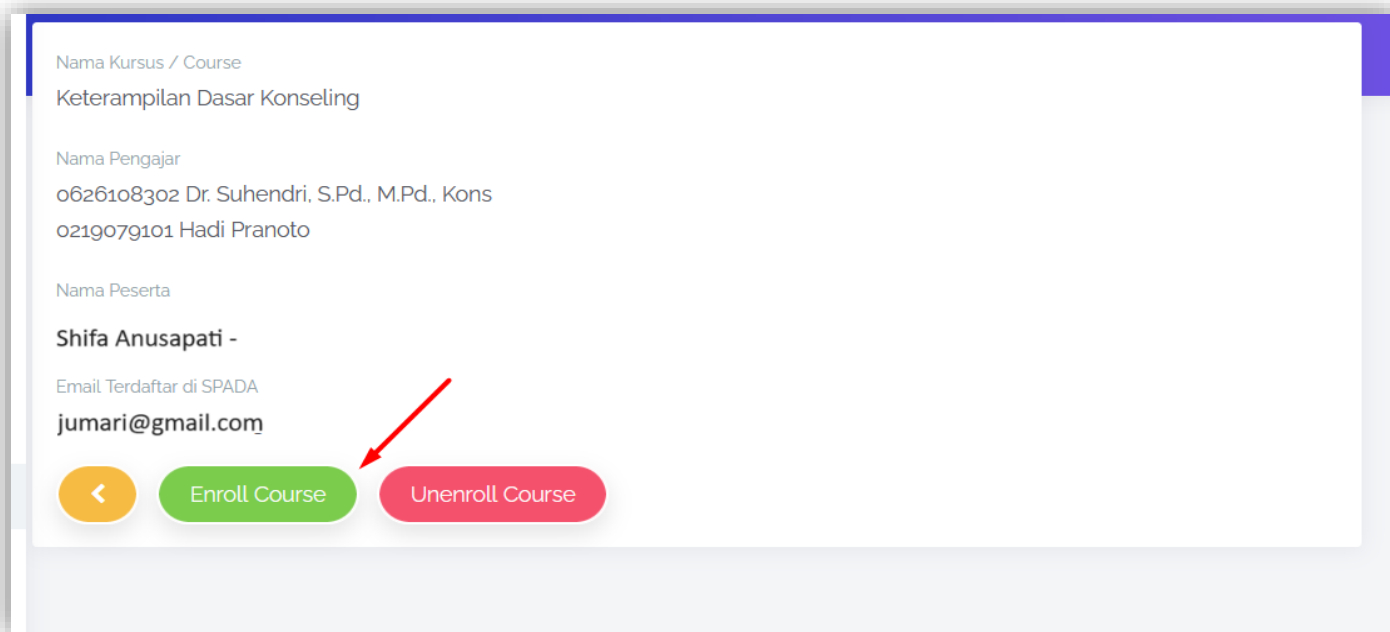 Nama Kursus / Course
Keterampilan Dasar Konseling
Nama Pengajar
0626108302 Dr. Suhendri, S.Pd., M.Pd., Kons
0219079101 Hadi Pranoto
Nama Peserta
Shifa Anusapati -
Email Terdaftar di SPADA
jumari@gmail.com
Enroll Course
Unenroll Course